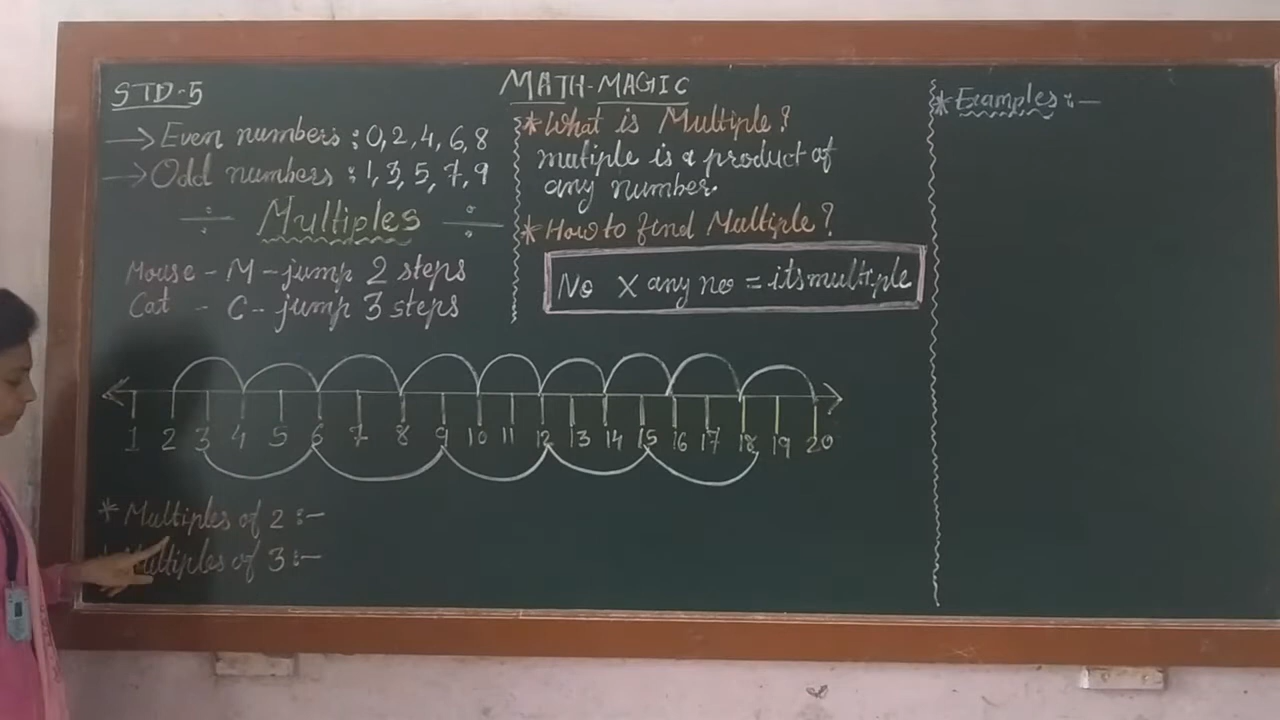 STD-5
MATH-MAGIC
→ Even numbers : 0, 2, 4, 6, 8
→ Odd numbers : 1, 3, 5, 7, 9
÷ Multiples ÷
Mouse - M - jump 2 steps
Cat - C - jump 3 steps
* What is Multiple?
mutiple is a product of
any number.
* How to find Multiple?
No X any no = its multiple
* Examples :-
1 2 3 4 5 6 7 8 9 10 11 12 13 14 15 16 17 18 19 20
* Multiples of 2 :-
* Multiples of 3 :-